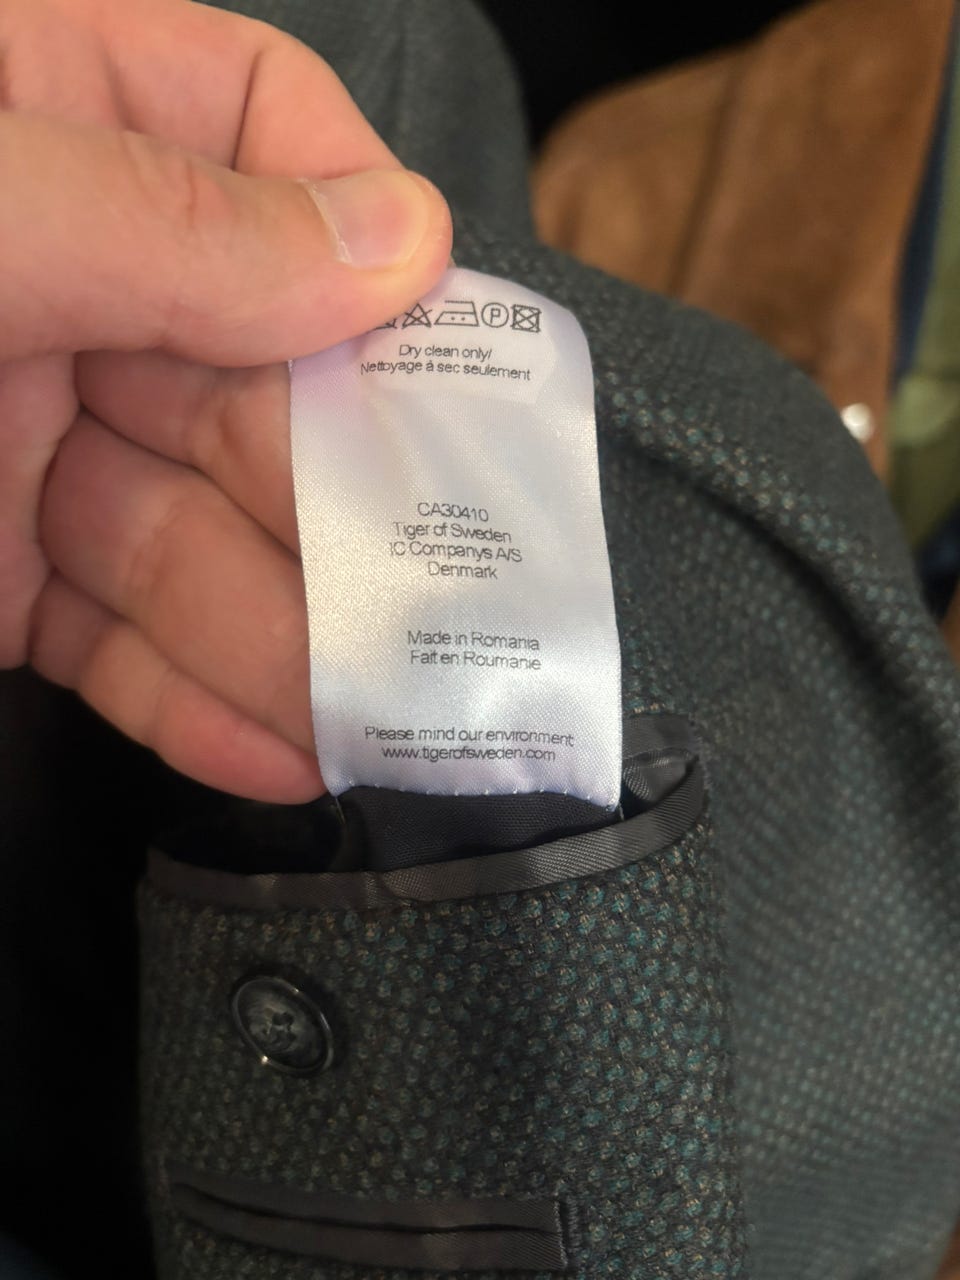 P
Dry clean only/
Nettoyage à sec seulement
CA30410
Tiger of Sweden
IC Companys A/S
Denmark
Made in Romania
Fait en Roumanie
Please mind our environment
www.tigerofsweden.com